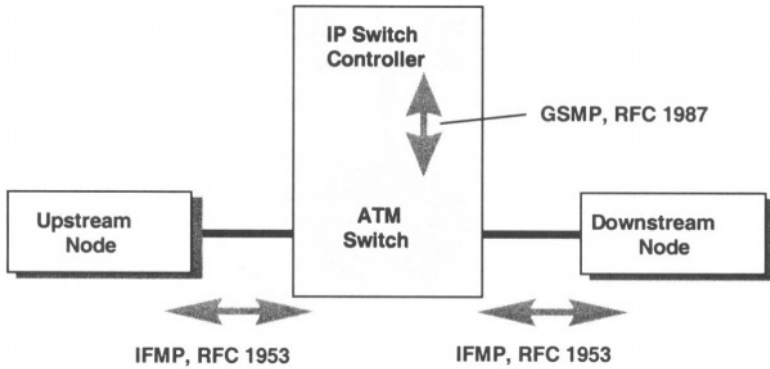 IP Switch
Controller
GSMP, RFC 1987
Upstream
Node
ATM
Switch
Downstream
Node
IFMP, RFC 1953
IFMP, RFC 1953